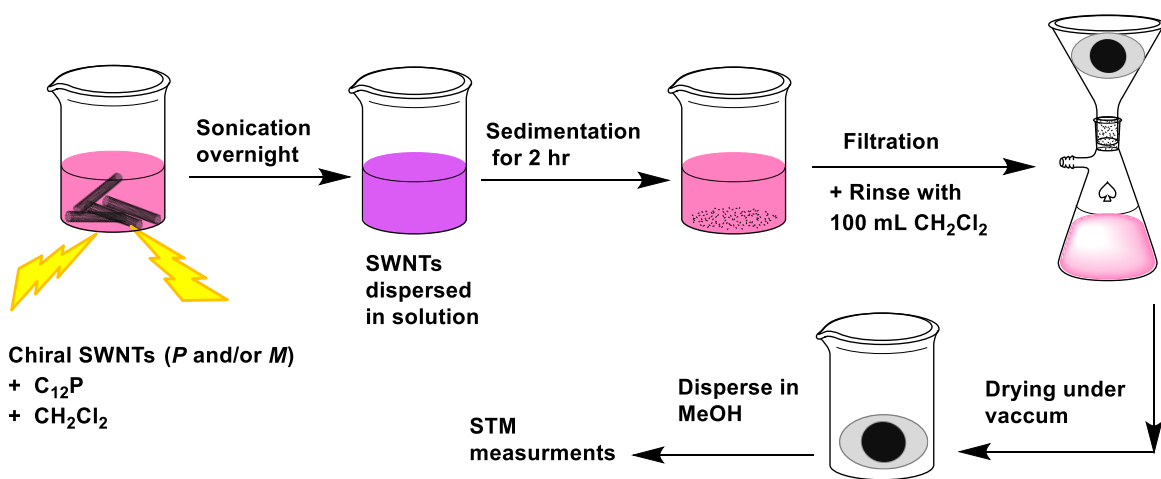 Sonication
overnight
Sedimentation
for 2 hr
Filtration
+ Rinse with
100 mL CH₂Cl₂
SWNTs
dispersed
in solution
Chiral SWNTs (P and/or M)
+ C₁₂P
+ CH₂Cl₂
Drying under
vaccum
Disperse in
MeOH
STM
measurments